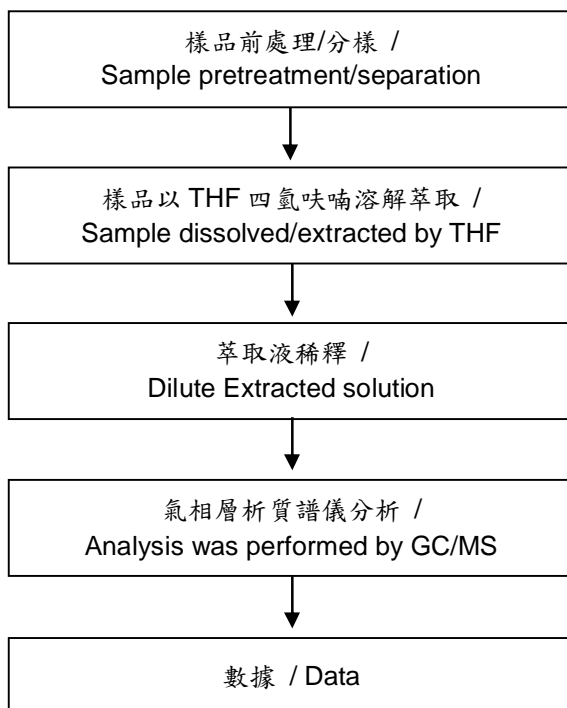 樣品前處理/分樣 /
Sample pretreatment/separation
樣品以 THF 四氫呋喃溶解萃取 /
Sample dissolved/extracted by THF
萃取液稀釋 /
Dilute Extracted solution
氣相層析質譜儀分析 /
Analysis was performed by GC/MS
數據 / Data